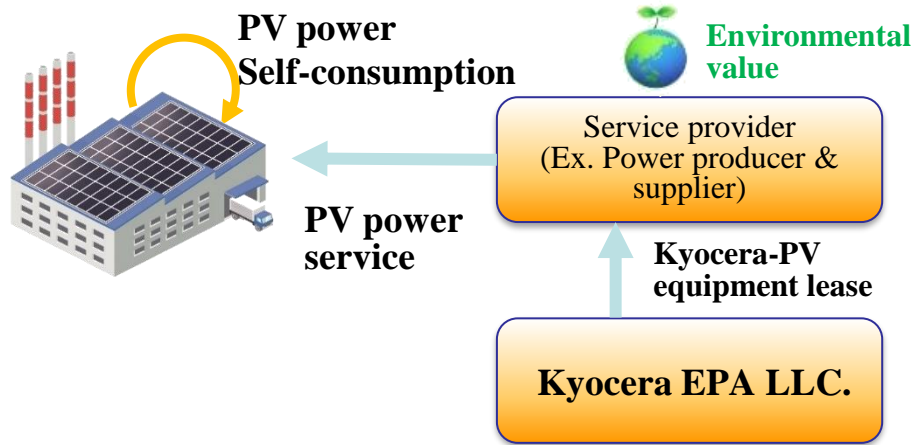 PV power
Self-consumption
Environmental
value
Service provider
(Ex. Power producer &
supplier)
PV power
service
Kyocera-PV
equipment lease
Kyocera EPA LLC.